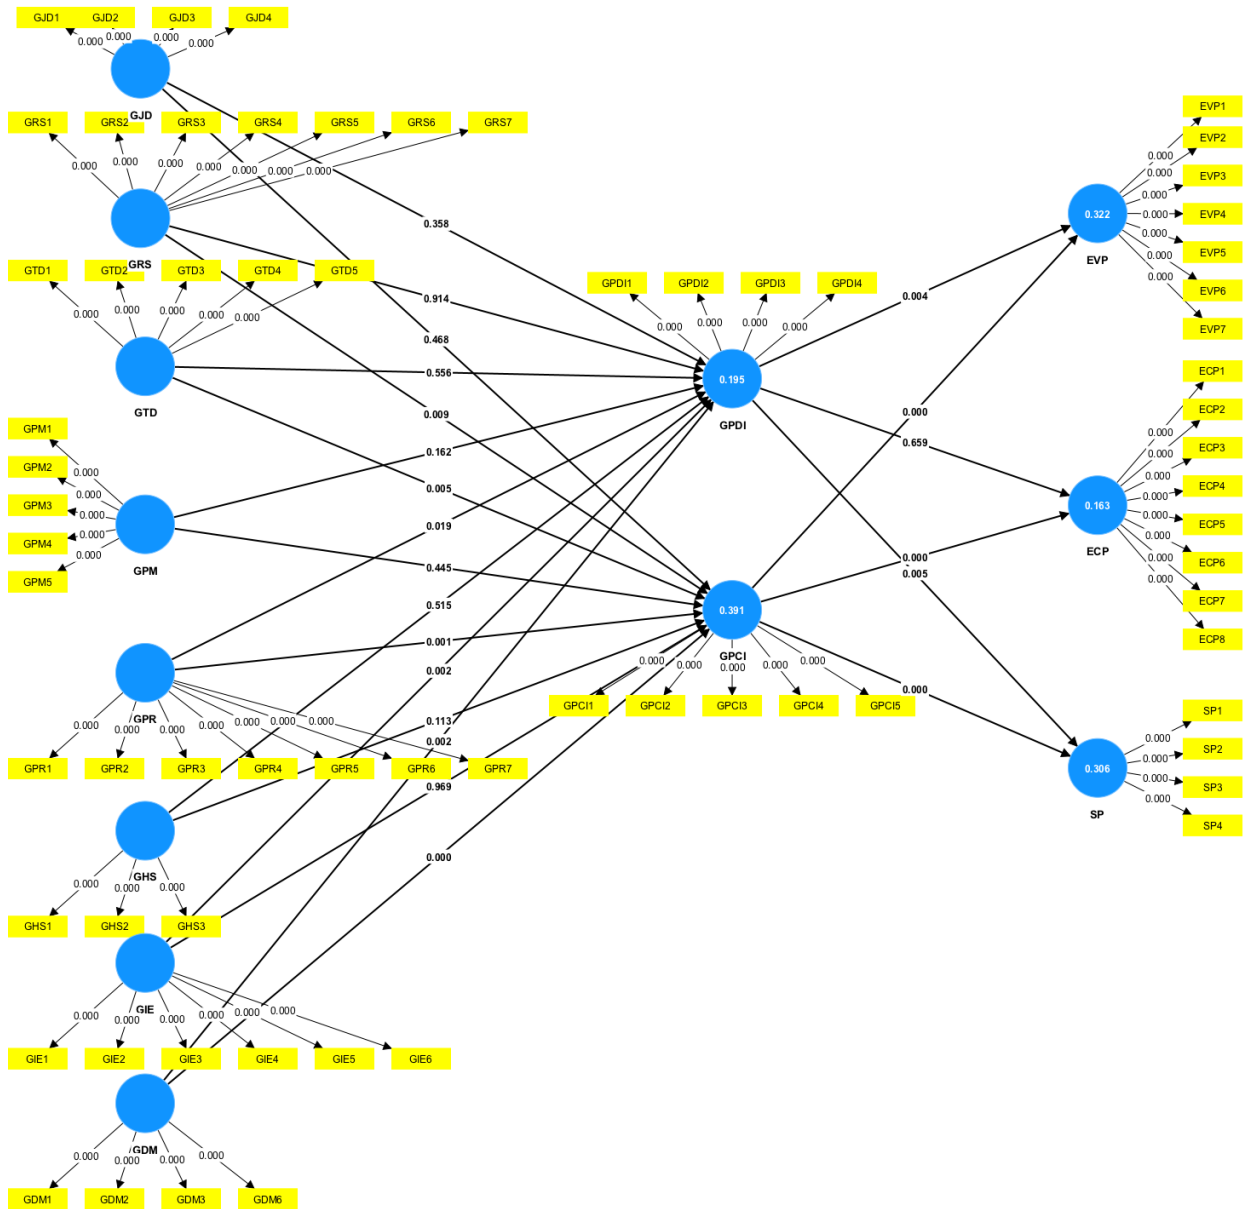 GJD1 GJD2 GJD3 GJD4
0.000 0.000 0.000 0.000
GJD
GRS1 GRS2 GRS3 GRS4 GRS5 GRS6 GRS7
0.000 0.000 0.000 0.000 0.000 0.000 0.000
GRS
GTD1 GTD2 GTD3 GTD4 GTD5
0.000 0.000 0.000 0.000 0.000
GTD
GPM1
GPM2
GPM3
GPM4
GPM5
0.000
0.000
0.000
0.000
0.000
GPM
GPR
0.000 0.000 0.000 0.000 0.000 0.000 0.000
GPR1 GPR2 GPR3 GPR4 GPR5 GPR6 GPR7
GHS
0.000 0.000 0.000
GHS1 GHS2 GHS3
GIE
0.000 0.000 0.000 0.000 0.000 0.000
GIE1 GIE2 GIE3 GIE4 GIE5 GIE6
GDM
0.000 0.000 0.000 0.000
GDM1 GDM2 GDM3 GDM6
0.358
0.914
0.468
0.556
0.009
0.162
0.005
0.019
0.445
0.515
0.001
0.002
0.113
0.002
0.969
0.000
GPDI1 GPDI2 GPDI3 GPDI4
0.000 0.000 0.000 0.000
0.195
GPDI
0.391
GPCI
0.000 0.000 0.000 0.000 0.000
GPCI1 GPCI2 GPCI3 GPCI4 GPCI5
0.004
0.000
0.659
0.000
0.005
0.000
0.322
EVP
0.000
0.000
0.000
0.000
0.000
0.000
0.000
EVP1
EVP2
EVP3
EVP4
EVP5
EVP6
EVP7
0.163
ECP
0.000
0.000
0.000
0.000
0.000
0.000
0.000
0.000
ECP1
ECP2
ECP3
ECP4
ECP5
ECP6
ECP7
ECP8
0.306
SP
0.000
0.000
0.000
0.000
SP1
SP2
SP3
SP4